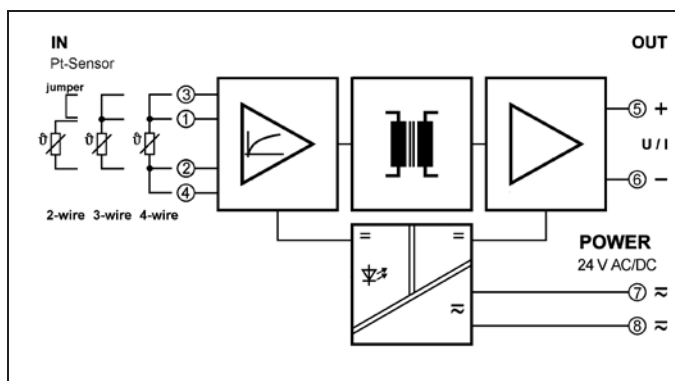 IN
OUT
Pt-Sensor
jumper
③
①
②
④
ϑ
ϑ
ϑ
2-wire
3-wire
4-wire
⑤ +
U / I
⑥ −
=
=
≂
POWER
24 V AC/DC
⑦ ≂
⑧ ≂